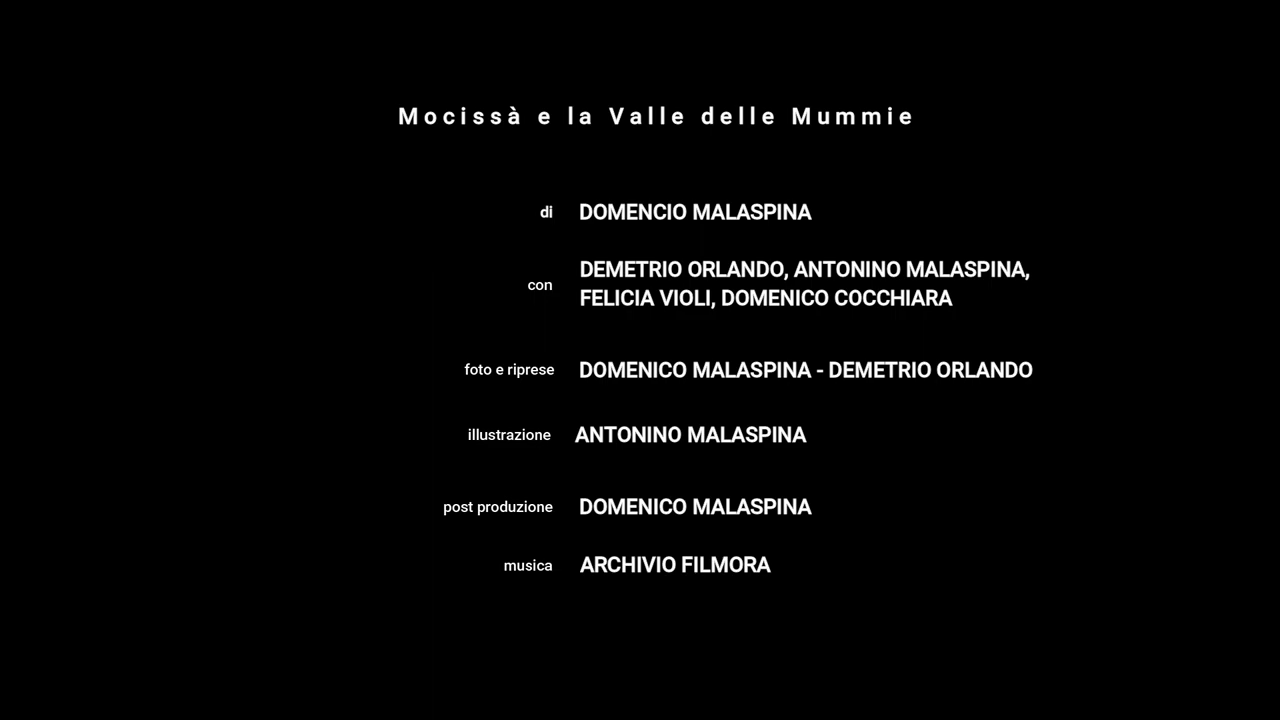 Mocissà e la Valle delle Mummie
di DOMENCIO MALASPINA
con DEMETRIO ORLANDO, ANTONINO MALASPINA,
FELICIA VIOLI, DOMENICO COCCHIARA
foto e riprese DOMENICO MALASPINA - DEMETRIO ORLANDO
illustrazione ANTONINO MALASPINA
post produzione DOMENICO MALASPINA
musica ARCHIVIO FILMORA